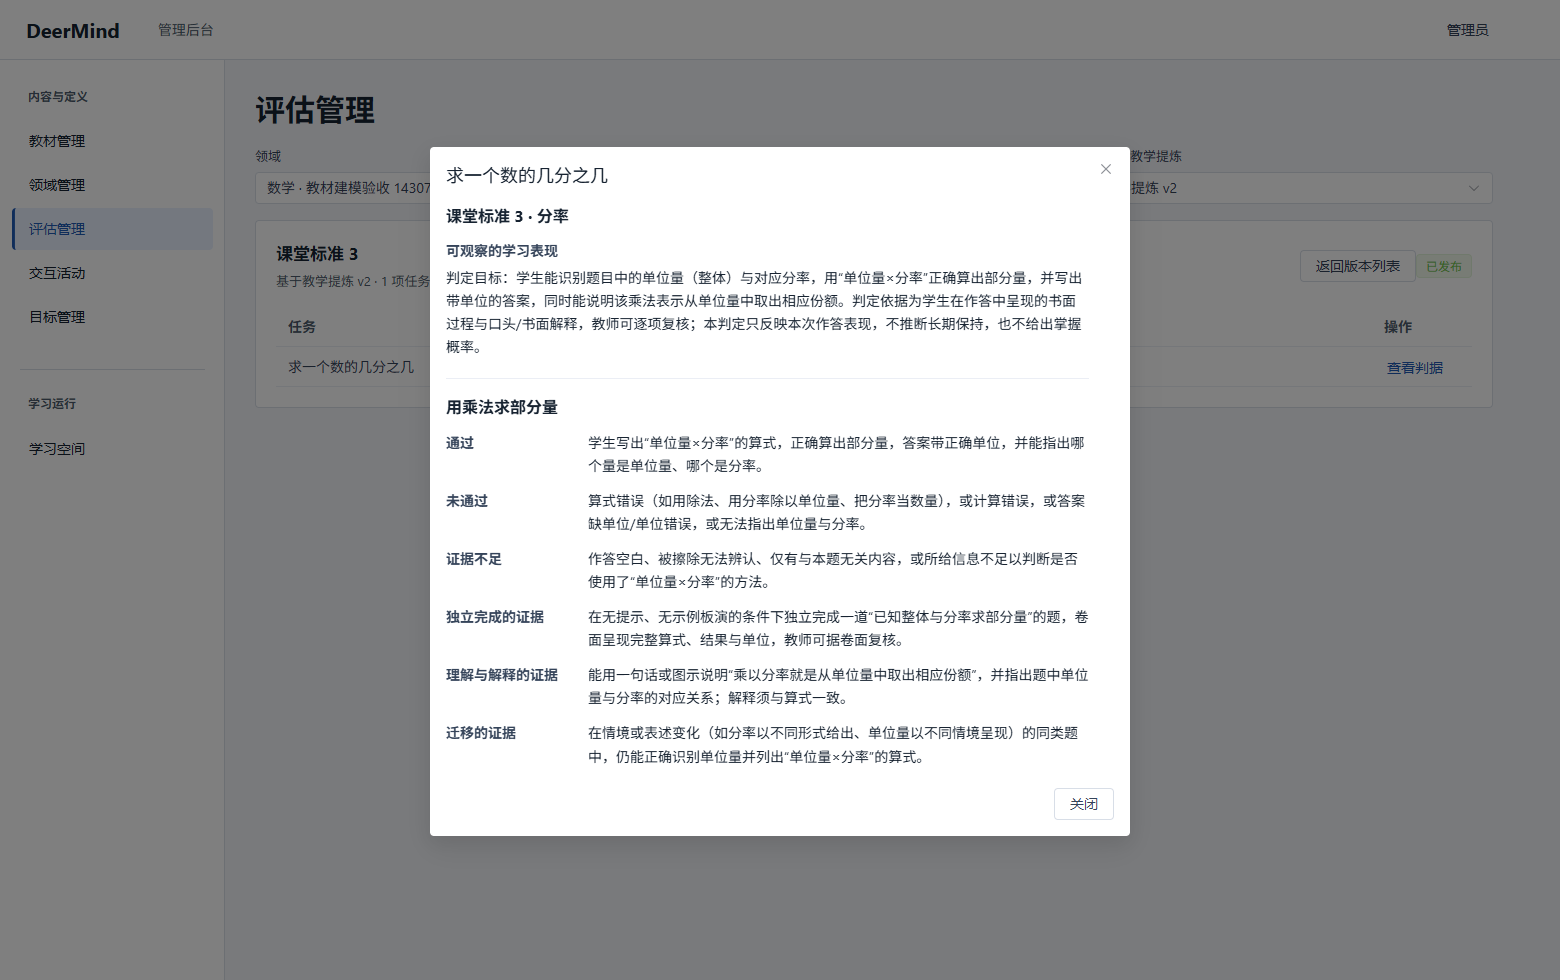 DeerMind
管理后台
管理员
内容与定义
教材管理
领域管理
评估管理
交互活动
目标管理
学习运行
学习空间
评估管理
领域
数学 · 教材建模验收 14307
教学提炼
提炼 v2
课堂标准 3
基于教学提炼 v2 · 1 项任务
返回版本列表
已发布
任务
操作
求一个数的几分之几
查看判据
求一个数的几分之几
课堂标准 3 · 分率
可观察的学习表现
判定目标：学生能识别题目中的单位量（整体）与对应分率，用“单位量×分率”正确算出部分量，并写出
带单位的答案，同时能说明该乘法表示从单位量中取出相应份额。判定依据为学生在作答中呈现的书面
过程与口头/书面解释，教师可逐项复核；本判定只反映本次作答表现，不推断长期保持，也不给出掌握
概率。
用乘法求部分量
通过
学生写出“单位量×分率”的算式，正确算出部分量，答案带正确单位，并能指出哪
个量是单位量、哪个是分率。
未通过
算式错误（如用除法、用分率除以单位量、把分率当数量），或计算错误，或答案
缺单位/单位错误，或无法指出单位量与分率。
证据不足
作答空白、被擦除无法辨认、仅有与本题无关内容，或所给信息不足以判断是否
使用了“单位量×分率”的方法。
独立完成的证据
在无提示、无示例板演的条件下独立完成一道“已知整体与分率求部分量”的题，卷
面呈现完整算式、结果与单位，教师可据卷面复核。
理解与解释的证据
能用一句话或图示说明“乘以分率就是从单位量中取出相应份额”，并指出题中单位
量与分率的对应关系；解释须与算式一致。
迁移的证据
在情境或表述变化（如分率以不同形式给出、单位量以不同情境呈现）的同类题
中，仍能正确识别单位量并列出“单位量×分率”的算式。
关闭